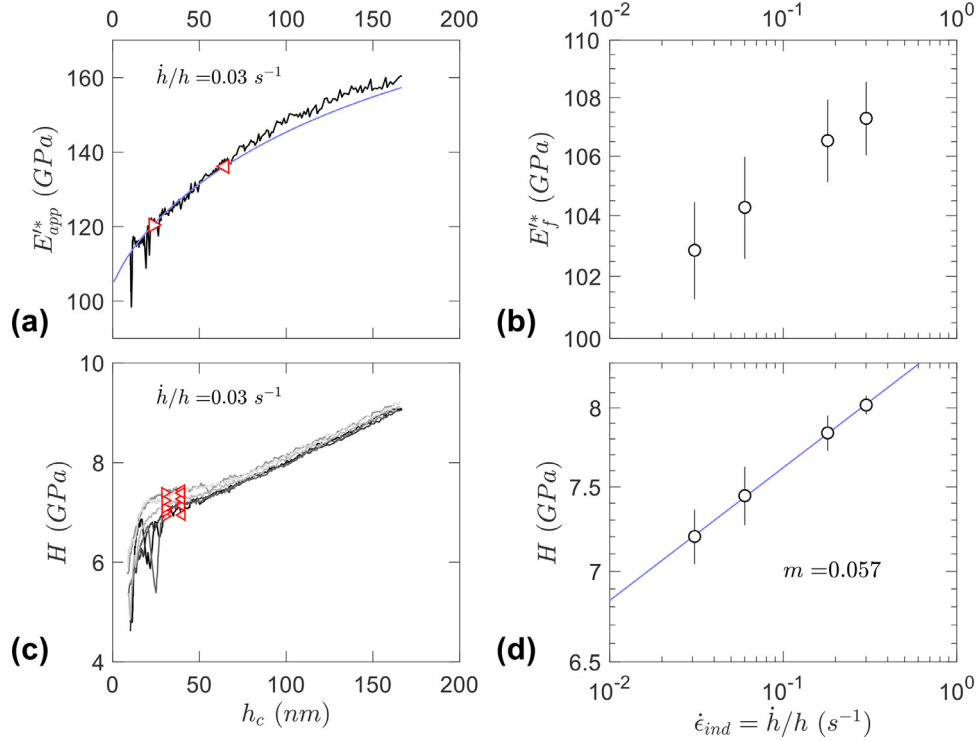 0 50 100 150 200
ḣ/h =0.03 s⁻¹
160
140
120
100
E'*app (GPa)
(a)
10⁻² 10⁻¹ 10⁰
110
108
106
104
102
100
E'*f (GPa)
(b)
10
8
6
4
H (GPa)
ḣ/h =0.03 s⁻¹
(c)
0 50 100 150 200
hc (nm)
8
7.5
7
6.5
H (GPa)
m =0.057
(d)
10⁻² 10⁻¹ 10⁰
ϵ̇ind = ḣ/h (s⁻¹)